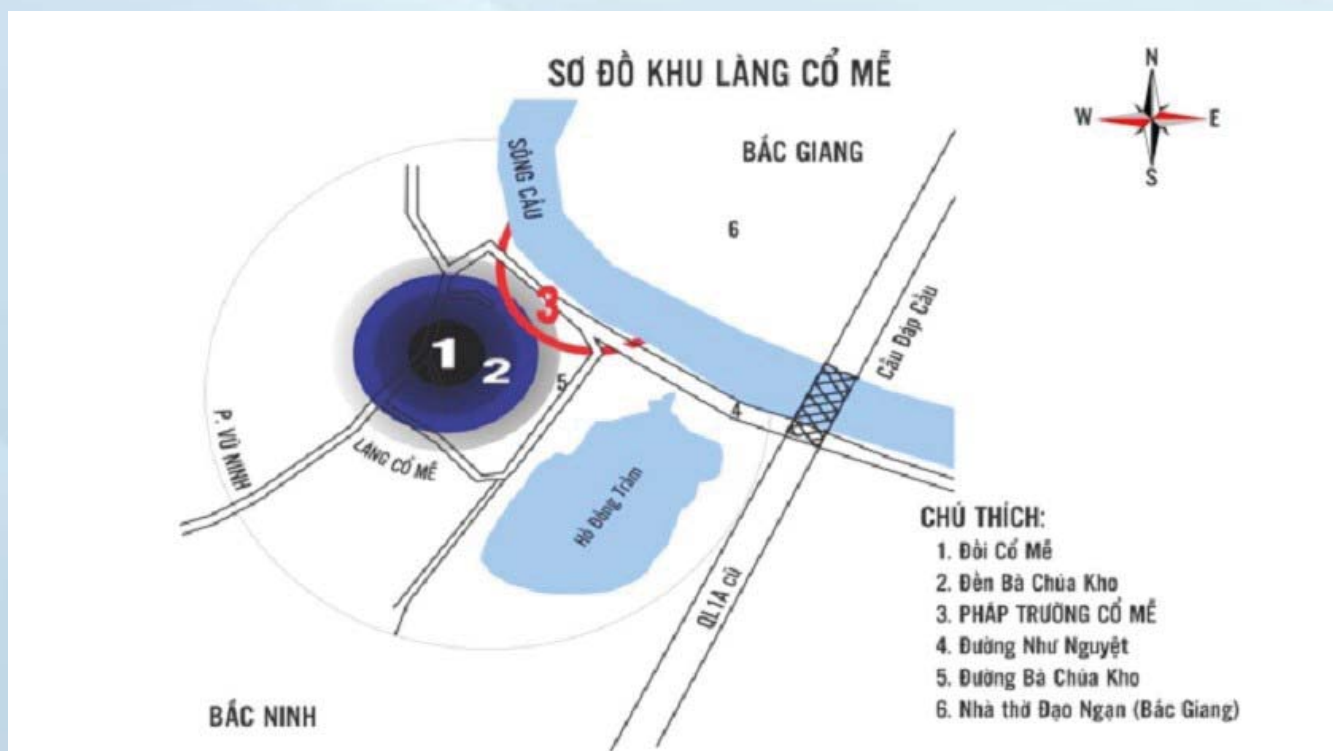 SƠ ĐỒ KHU LÀNG CỔ MỄ
N
W
E
S
SÔNG CẦU
BẮC GIANG
6
3
1
2
5
4
Cầu Đáp Cầu
P. VŨ NINH
LÀNG CỔ MỄ
Hồ Đồng Trầm
QL1A cũ
BẮC NINH
CHÚ THÍCH:
1. Đồi Cổ Mễ
2. Đền Bà Chúa Kho
3. PHÁP TRƯỜNG CỔ MỄ
4. Đường Như Nguyệt
5. Đường Bà Chúa Kho
6. Nhà thờ Đạo Ngạn (Bắc Giang)